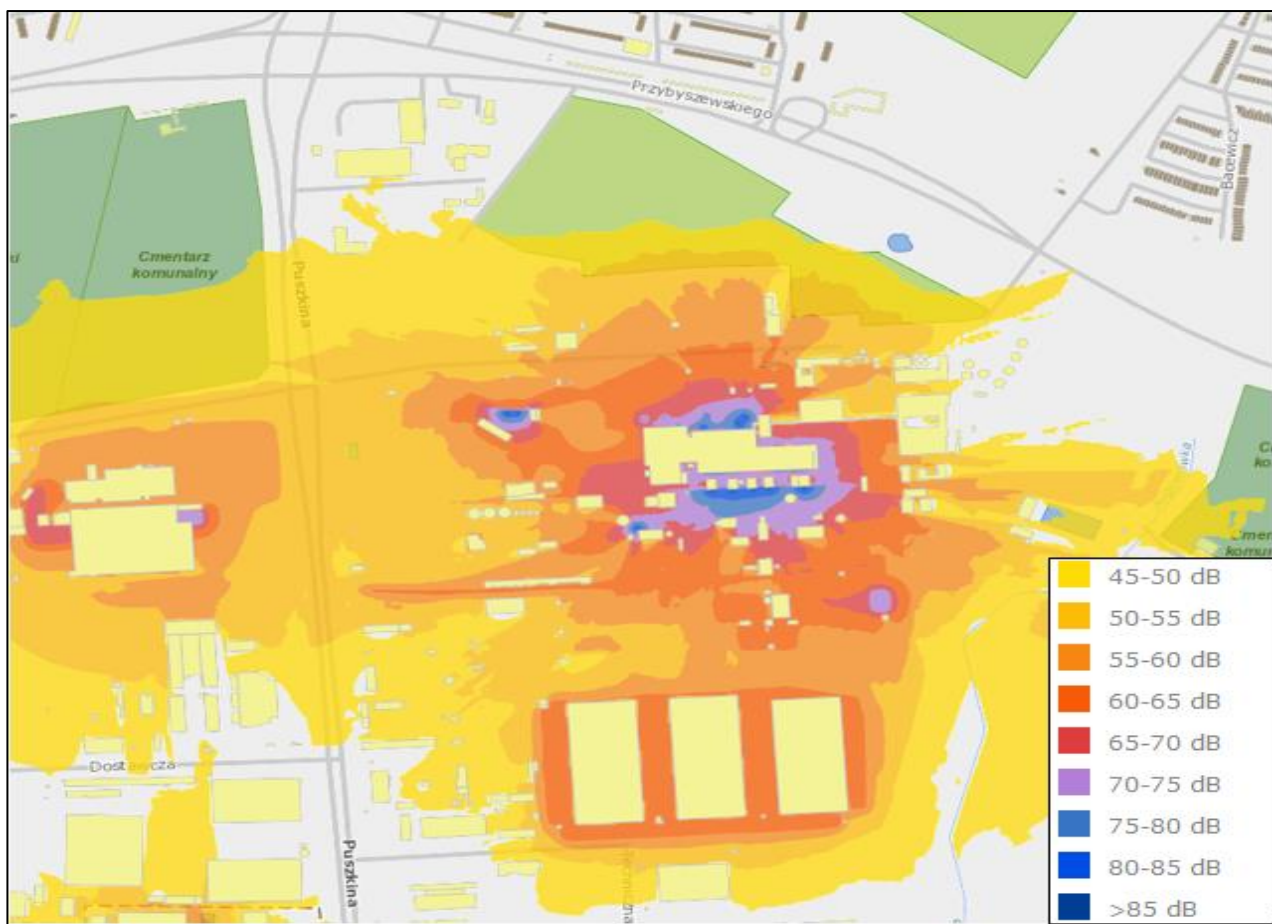 Przybyszewskiego
Bacewicz
Cmentarz
komunalny
Puszkina
Dostawcza
Puszkina
45-50 dB
50-55 dB
55-60 dB
60-65 dB
65-70 dB
70-75 dB
75-80 dB
80-85 dB
>85 dB